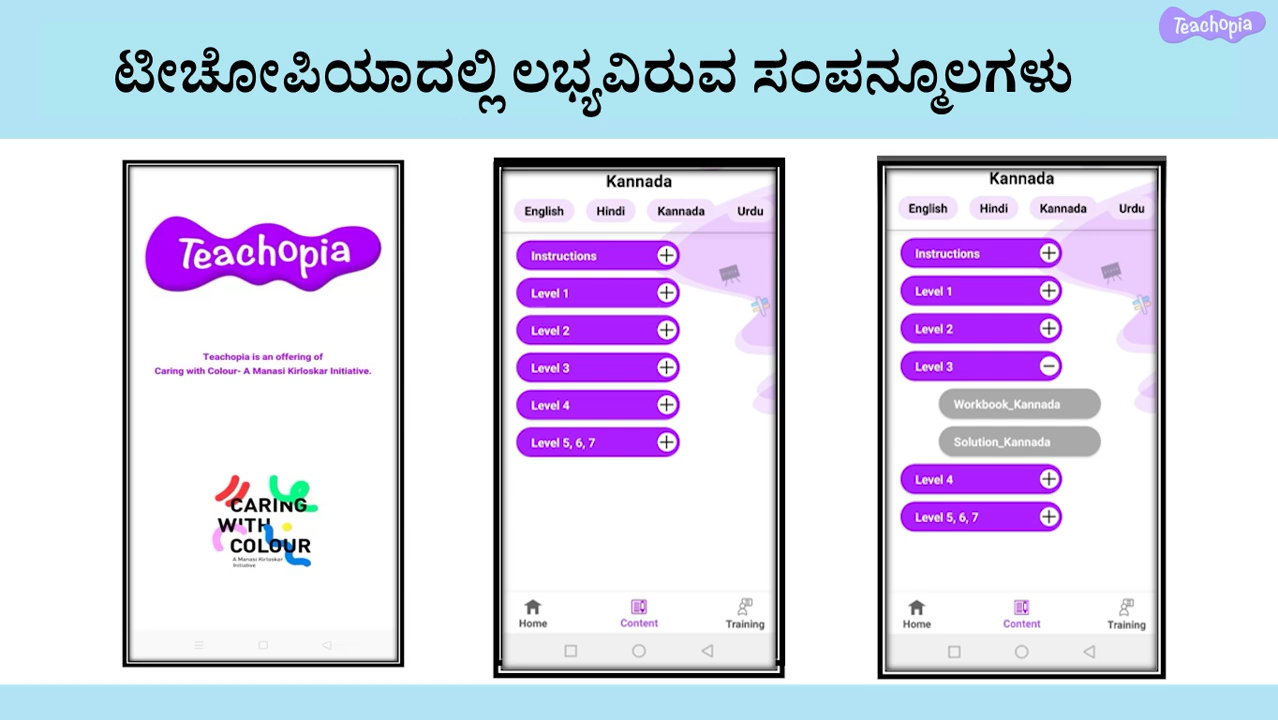 Teachopia
ಟೀಚೋಪಿಯಾದಲ್ಲಿ ಲಭ್ಯವಿರುವ ಸಂಪನ್ಮೂಲಗಳು
Teachopia
Teachopia is an offering of
Caring with Colour- A Manasi Kirloskar Initiative.
CARING
WITH
COLOUR
A Manasi Kirloskar
Initiative
Kannada
English Hindi Kannada Urdu
Instructions
Level 1
Level 2
Level 3
Level 4
Level 5, 6, 7
Home Content Training
Kannada
English Hindi Kannada Urdu
Instructions
Level 1
Level 2
Level 3
Workbook_Kannada
Solution_Kannada
Level 4
Level 5, 6, 7
Home Content Training